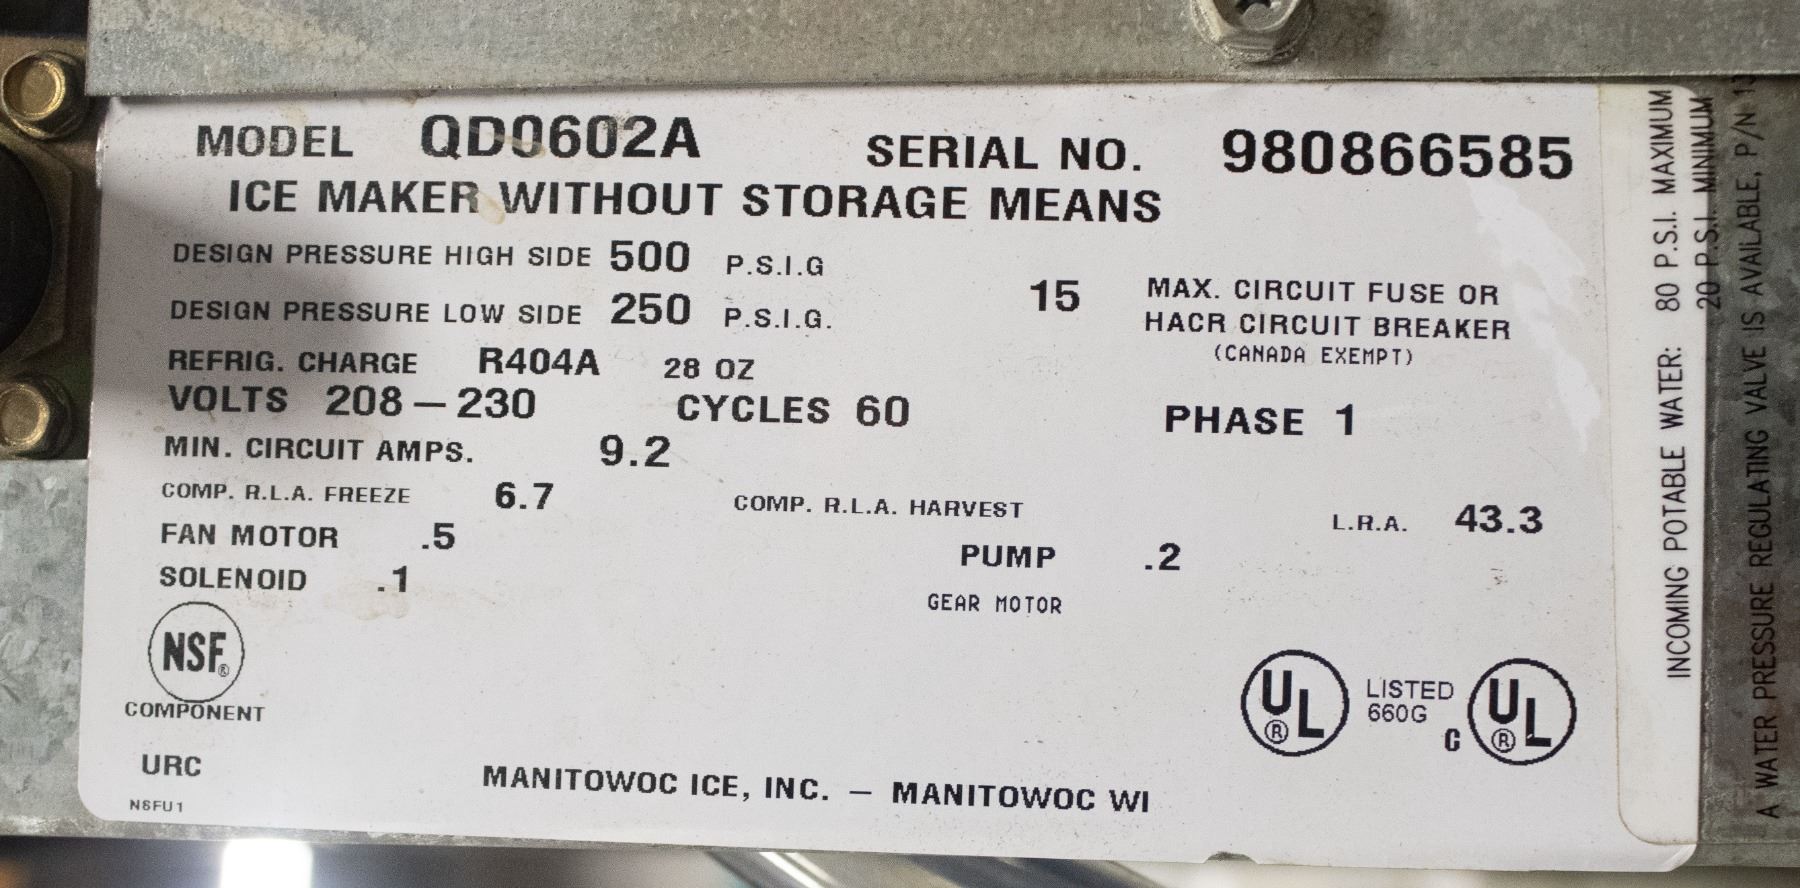 MODEL QD0602A SERIAL NO. 980866585
ICE MAKER WITHOUT STORAGE MEANS
DESIGN PRESSURE HIGH SIDE 500 P.S.I.G
DESIGN PRESSURE LOW SIDE 250 P.S.I.G.
15 MAX. CIRCUIT FUSE OR
HACR CIRCUIT BREAKER
(CANADA EXEMPT)
REFRIG. CHARGE R404A 28 OZ
VOLTS 208 – 230 CYCLES 60 PHASE 1
MIN. CIRCUIT AMPS. 9.2
COMP. R.L.A. FREEZE 6.7 COMP. R.L.A. HARVEST L.R.A. 43.3
FAN MOTOR .5 PUMP .2
SOLENOID .1 GEAR MOTOR
NSF®
COMPONENT
UL® LISTED
660G
C UL®
URC
N6FU1
MANITOWOC ICE, INC. – MANITOWOC WI
INCOMING POTABLE WATER: 80 P.S.I. MAXIMUM
20 P.S.I. MINIMUM
A WATER PRESSURE REGULATING VALVE IS AVAILABLE, P/N